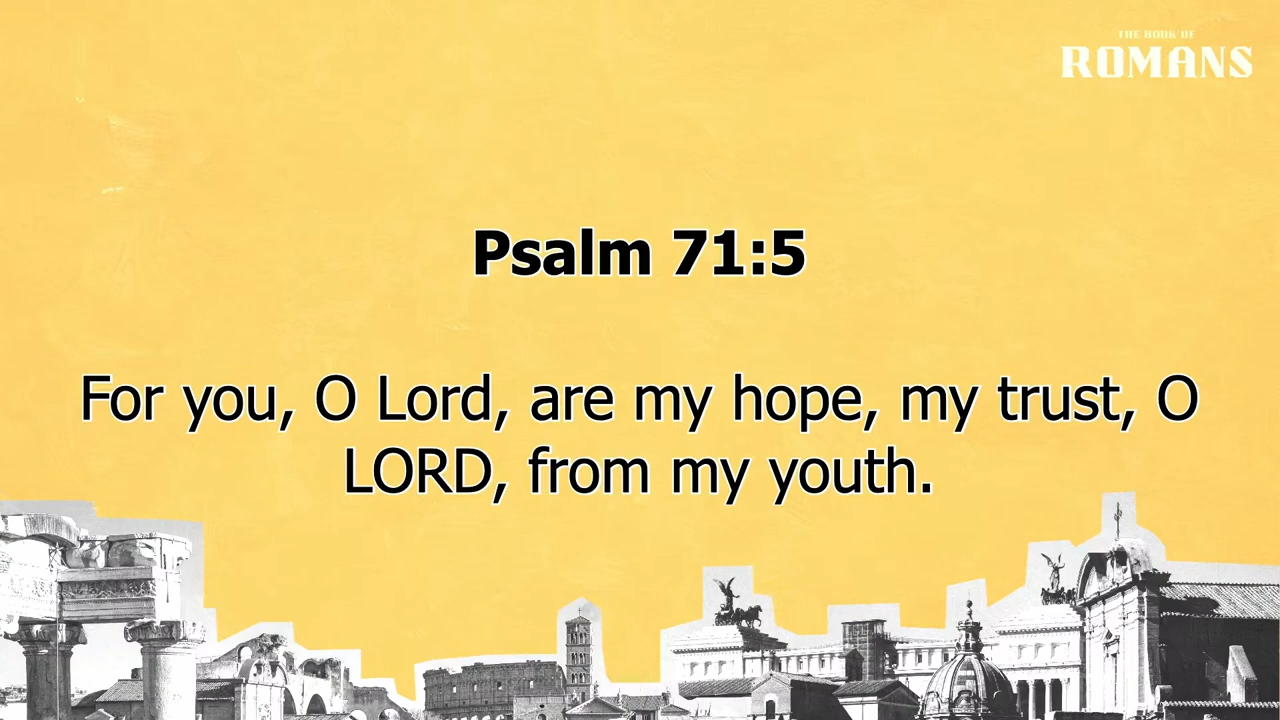 THE BOOK OF
ROMANS
Psalm 71:5
For you, O Lord, are my hope, my trust, O
LORD, from my youth.